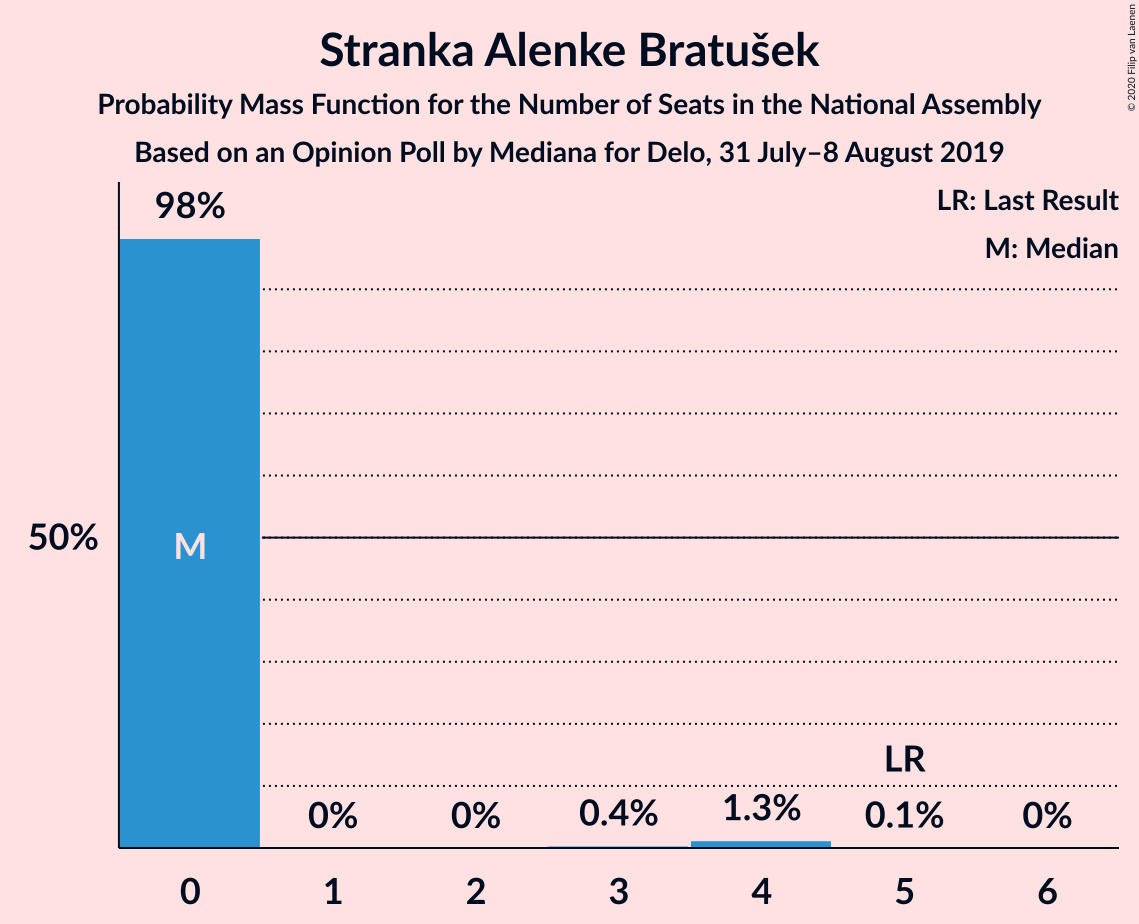 Stranka Alenke Bratušek
Probability Mass Function for the Number of Seats in the National Assembly
Based on an Opinion Poll by Mediana for Delo, 31 July–8 August 2019
© 2020 Filip van Laenen
LR: Last Result
M: Median
98%
50%
M
LR
0% 0% 0.4% 1.3% 0.1% 0%
0 1 2 3 4 5 6